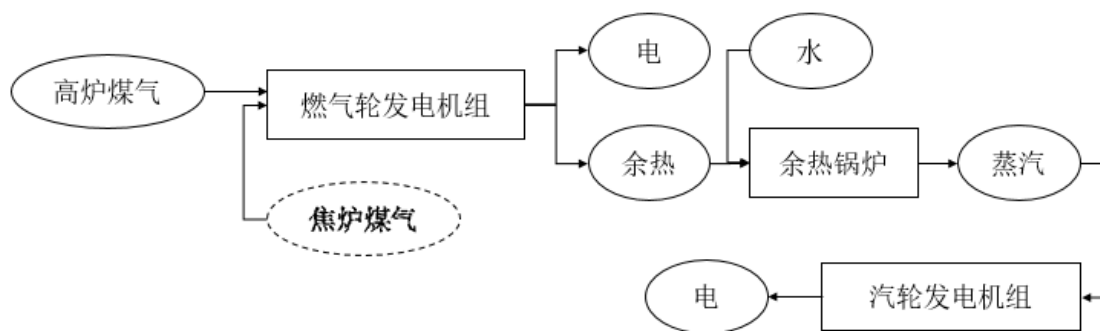 电
水
高炉煤气
燃气轮发电机组
余热
余热锅炉
蒸汽
焦炉煤气
电
汽轮发电机组